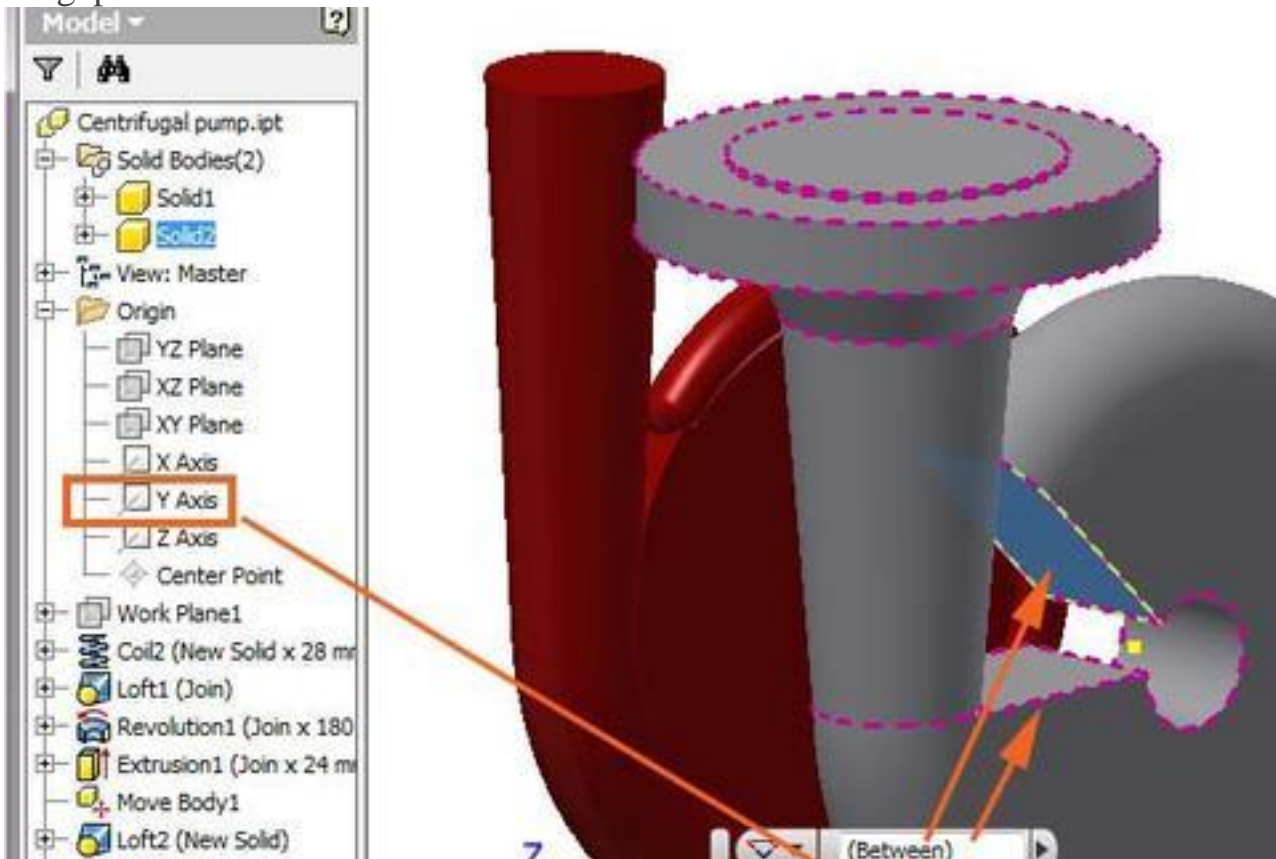 Model
Centrifugal pump.ipt
Solid Bodies(2)
Solid1
Solid2
View: Master
Origin
YZ Plane
XZ Plane
XY Plane
X Axis
Y Axis
Z Axis
Center Point
Work Plane1
Coil2 (New Solid x 28 mm
Loft1 (Join)
Revolution1 (Join x 180
Extrusion1 (Join x 24 mm
Move Body1
Loft2 (New Solid)
Z
(Between)